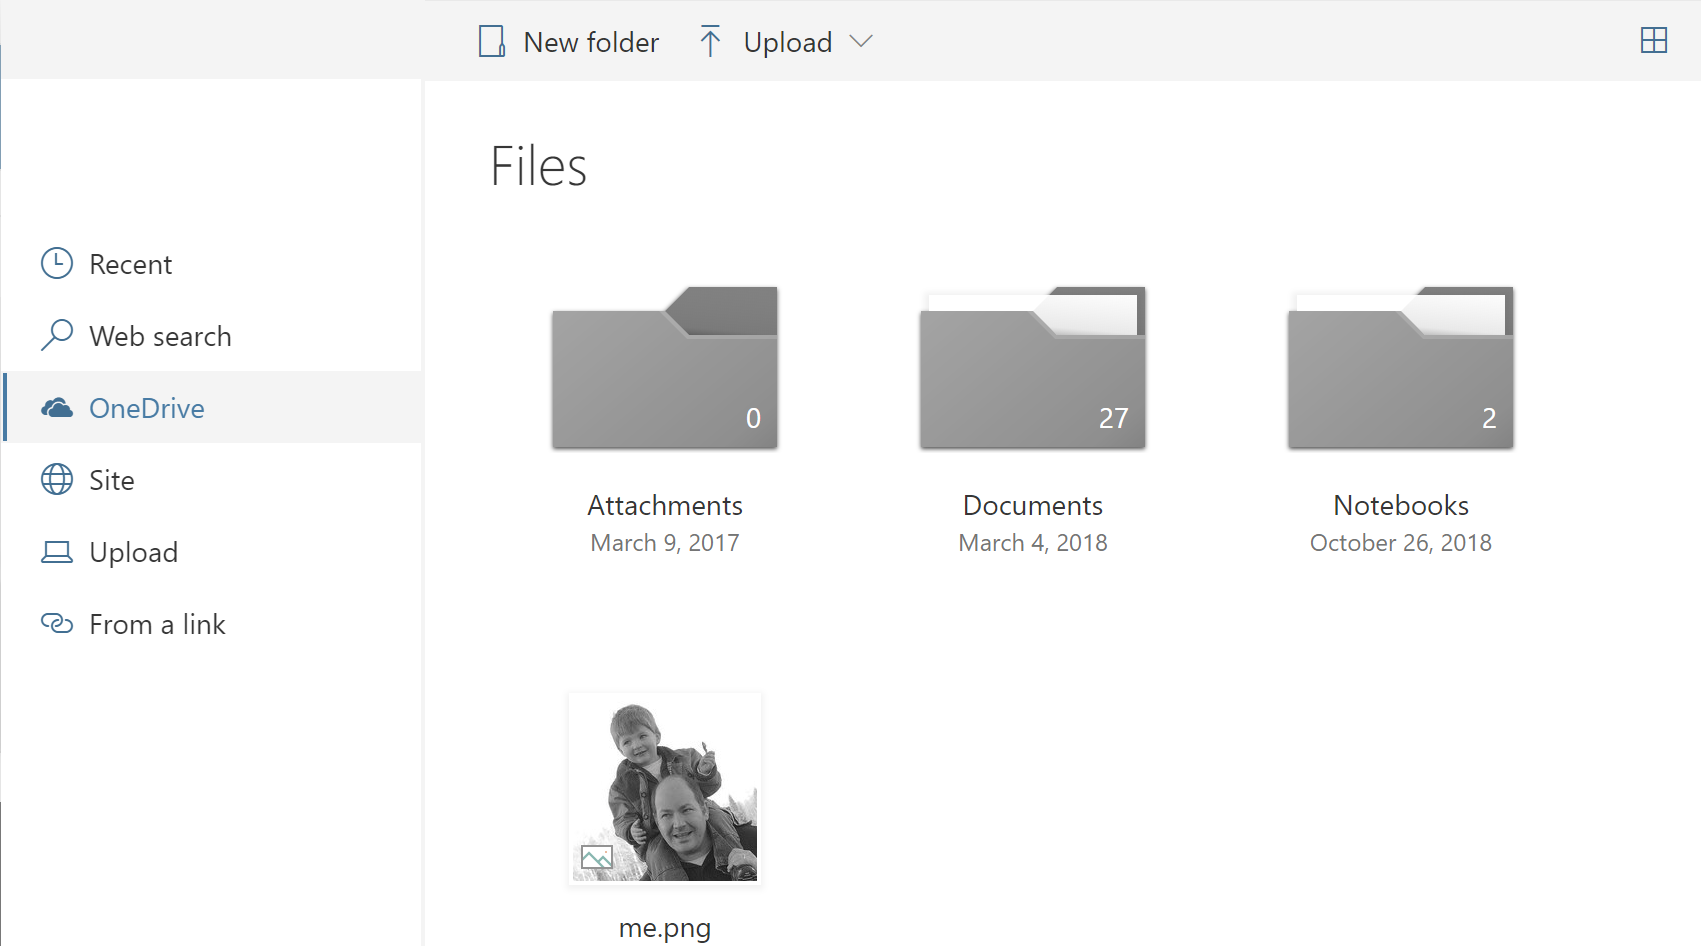 New folder Upload
Files
Recent
Web search
OneDrive
Site
Upload
From a link
0 27 2
Attachments Documents Notebooks
March 9, 2017 March 4, 2018 October 26, 2018
me.png